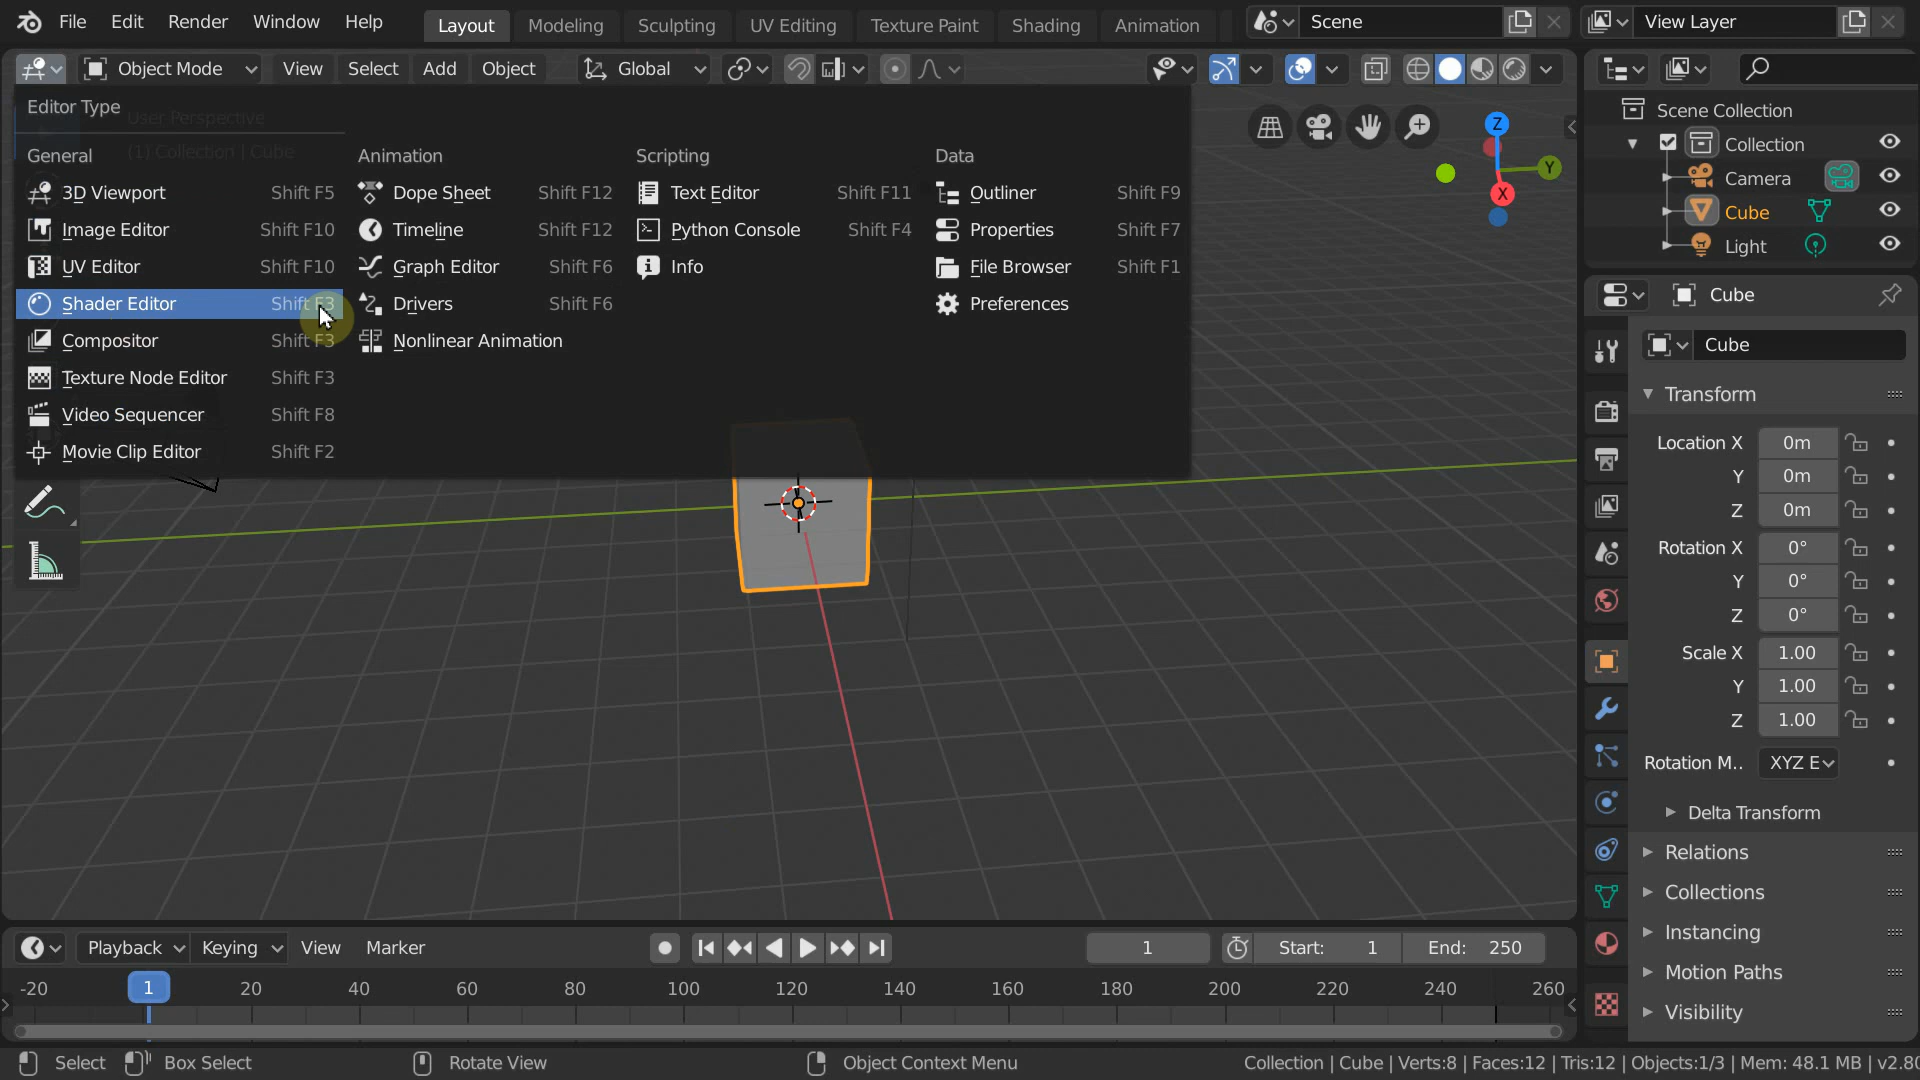 File Edit Render Window Help Layout Modeling Sculpting UV Editing Texture Paint Shading Animation Scene View Layer
Object Mode View Select Add Object Global
Editor Type
User Perspective
(1) Collection | Cube
General
3D Viewport Shift F5
Image Editor Shift F10
UV Editor Shift F10
Shader Editor Shift F3
Compositor Shift F3
Texture Node Editor Shift F3
Video Sequencer Shift F8
Movie Clip Editor Shift F2
Animation
Dope Sheet Shift F12
Timeline Shift F12
Graph Editor Shift F6
Drivers Shift F6
Nonlinear Animation
Scripting
Text Editor Shift F11
Python Console Shift F4
Info
Data
Outliner Shift F9
Properties Shift F7
File Browser Shift F1
Preferences
Z
Y
X
Scene Collection
Collection
Camera
Cube
Light
Cube
Cube
Transform
Location X 0m
Y 0m
Z 0m
Rotation X 0°
Y 0°
Z 0°
Scale X 1.00
Y 1.00
Z 1.00
Rotation M.. XYZ E
Delta Transform
Relations
Collections
Instancing
Motion Paths
Visibility
Playback Keying View Marker 1 Start: 1 End: 250
-20 1 20 40 60 80 100 120 140 160 180 200 220 240 260
Select Box Select Rotate View Object Context Menu Collection | Cube | Verts:8 | Faces:12 | Tris:12 | Objects:1/3 | Mem: 48.1 MB | v2.80